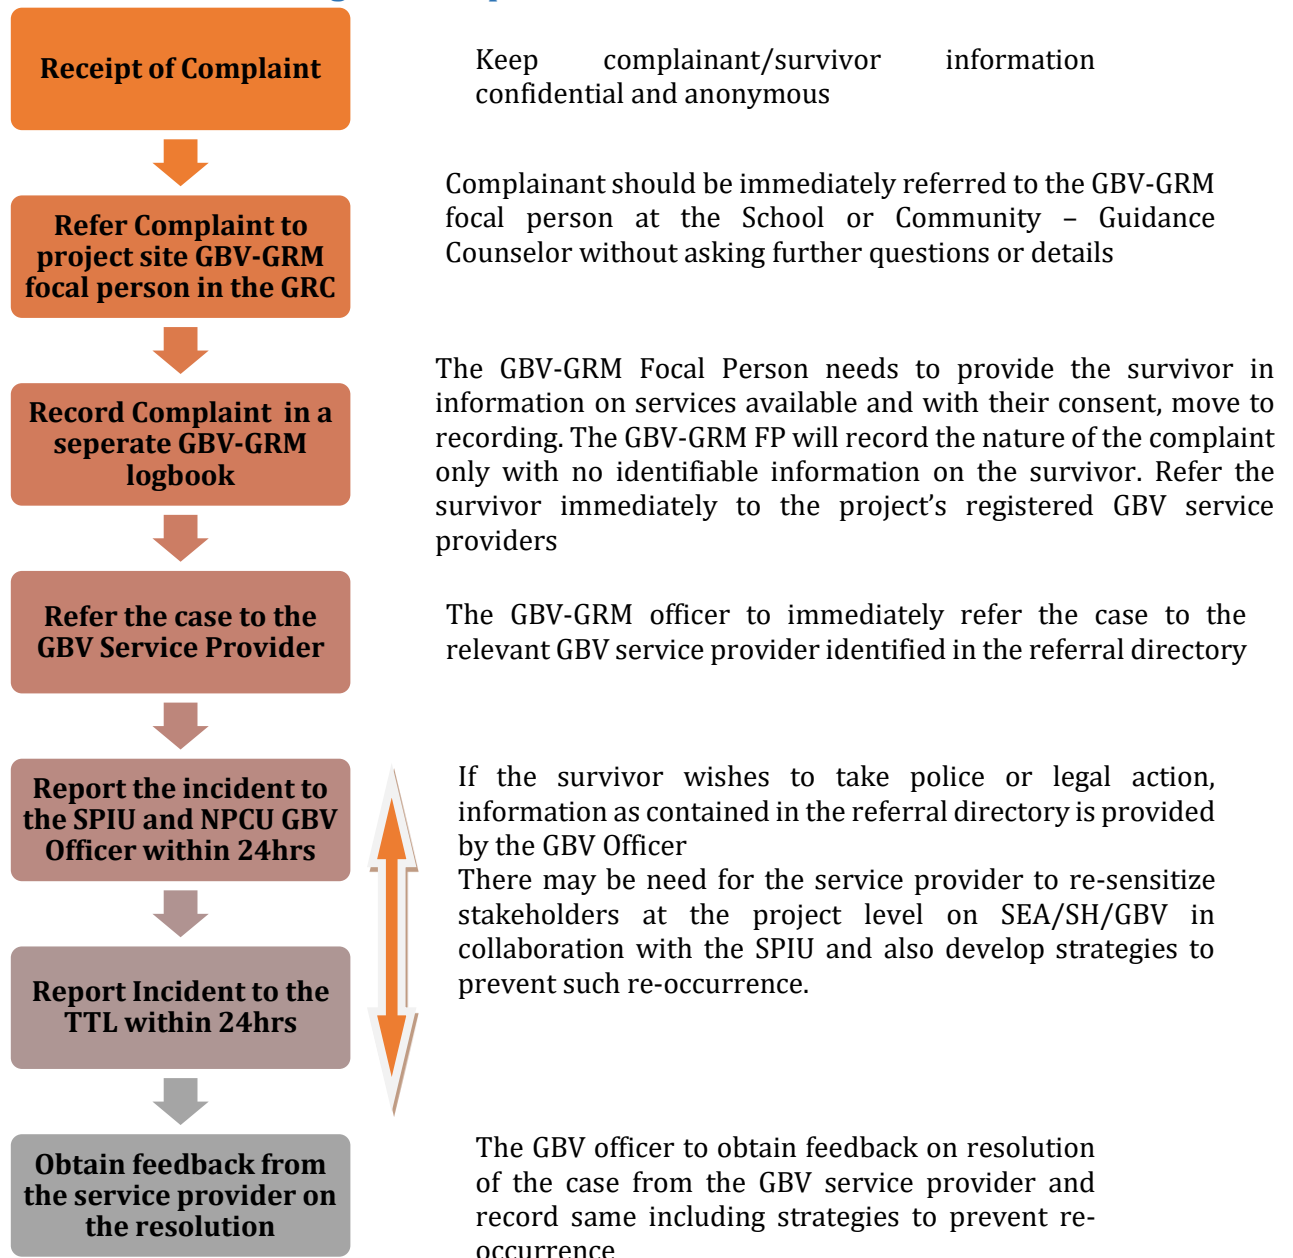 Receipt of Complaint
Keep complainant/survivor information
confidential and anonymous
Refer Complaint to
project site GBV-GRM
focal person in the GRC
Complainant should be immediately referred to the GBV-GRM
focal person at the School or Community – Guidance
Counselor without asking further questions or details
Record Complaint in a
seperate GBV-GRM
logbook
The GBV-GRM Focal Person needs to provide the survivor in
information on services available and with their consent, move to
recording. The GBV-GRM FP will record the nature of the complaint
only with no identifiable information on the survivor. Refer the
survivor immediately to the project’s registered GBV service
providers
Refer the case to the
GBV Service Provider
The GBV-GRM officer to immediately refer the case to the
relevant GBV service provider identified in the referral directory
Report the incident to
the SPIU and NPCU GBV
Officer within 24hrs
If the survivor wishes to take police or legal action,
information as contained in the referral directory is provided
by the GBV Officer
There may be need for the service provider to re-sensitize
stakeholders at the project level on SEA/SH/GBV in
collaboration with the SPIU and also develop strategies to
prevent such re-occurrence.
Report Incident to the
TTL within 24hrs
Obtain feedback from
the service provider on
the resolution
The GBV officer to obtain feedback on resolution
of the case from the GBV service provider and
record same including strategies to prevent re-
occurrence